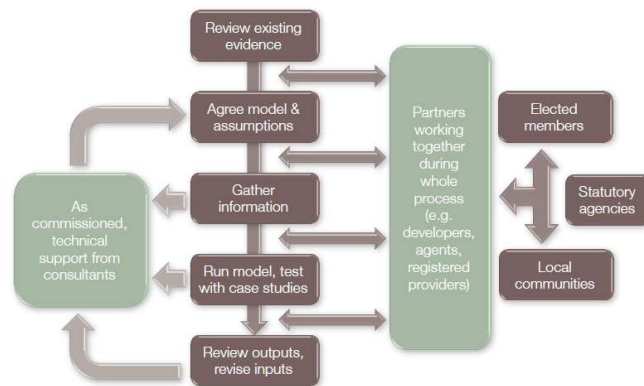 Review existing
evidence
Agree model &
assumptions
Gather
information
Run model, test
with case studies
Review outputs,
revise inputs
As
commissioned,
technical
support from
consultants
Partners
working
together
during
whole
process
(e.g.
developers,
agents,
registered
providers)
Elected
members
Statutory
agencies
Local
communities